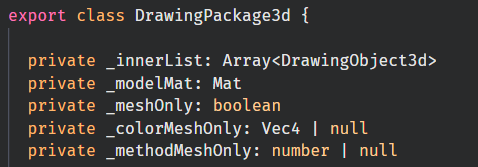 export class DrawingPackage3d {
private _innerList: Array<DrawingObject3d>
private _modelMat: Mat
private _meshOnly: boolean
private _colorMeshOnly: Vec4 | null
private _methodMeshOnly: number | null